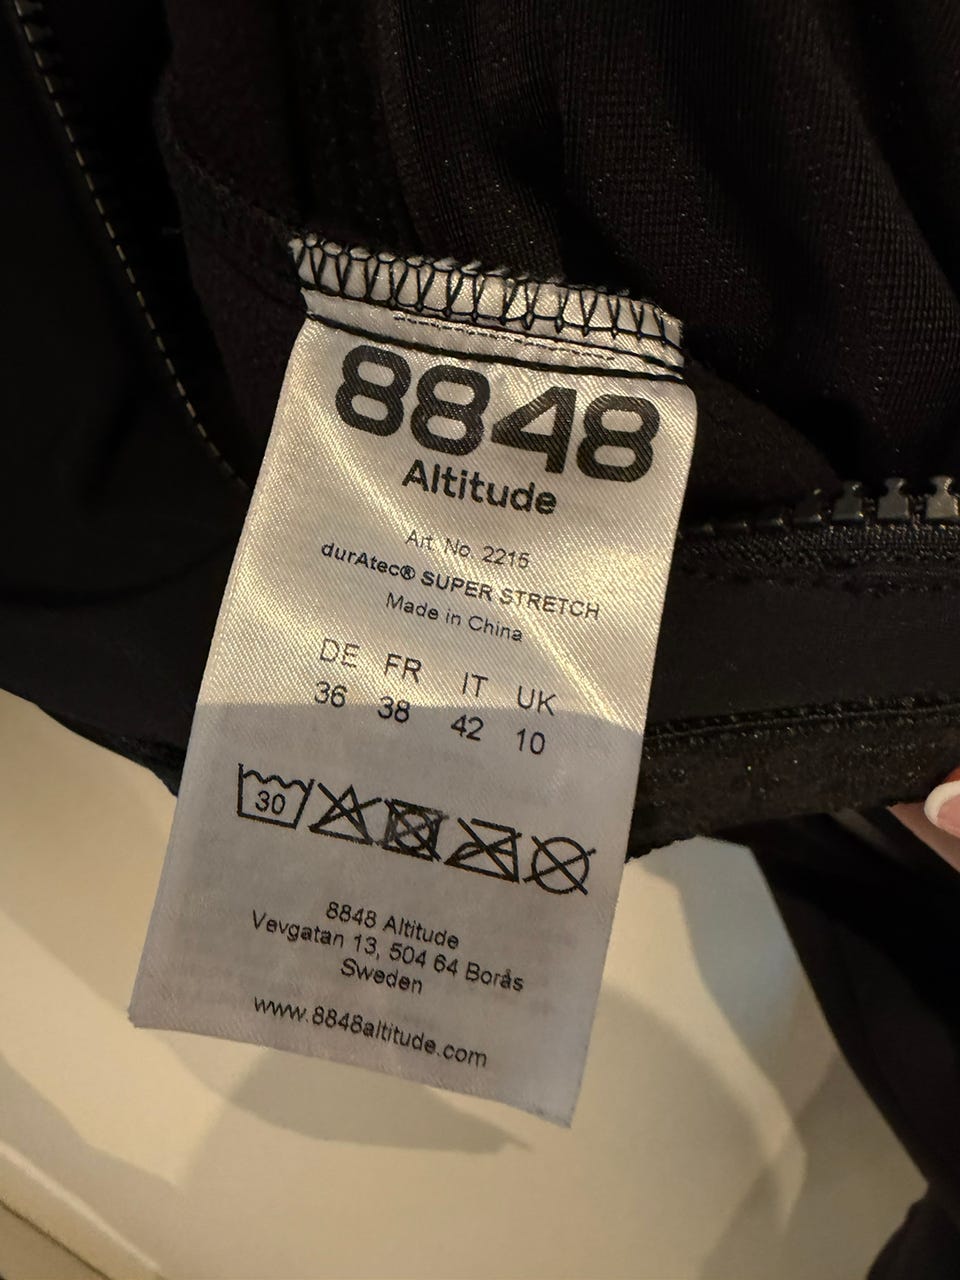 8848
Altitude
Art. No. 2215
durAtec® SUPER STRETCH
Made in China
DE FR IT UK
36 38 42 10
30
8848 Altitude
Vevgatan 13, 504 64 Borås
Sweden
www.8848altitude.com